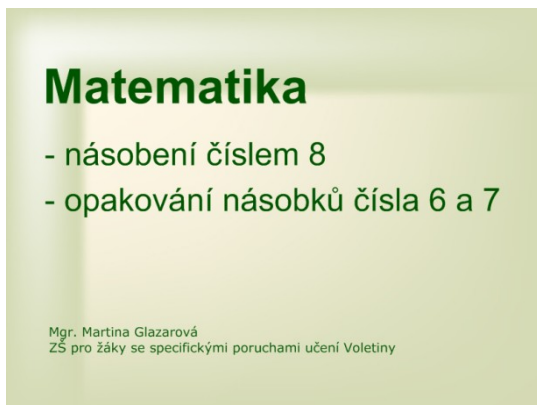 Matematika
- násobení číslem 8
- opakování násobků čísla 6 a 7
Mgr. Martina Glazarová
ZŠ pro žáky se specifickými poruchami učení Voletiny